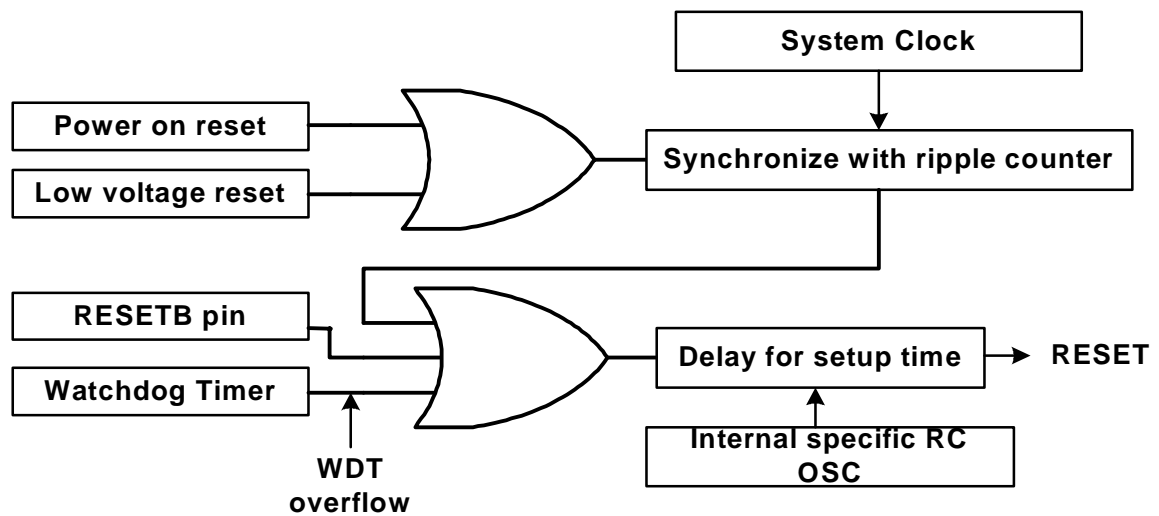 System Clock
Power on reset
Synchronize with ripple counter
Low voltage reset
RESETB pin
Delay for setup time
RESET
Watchdog Timer
Internal specific RC
OSC
WDT
overflow